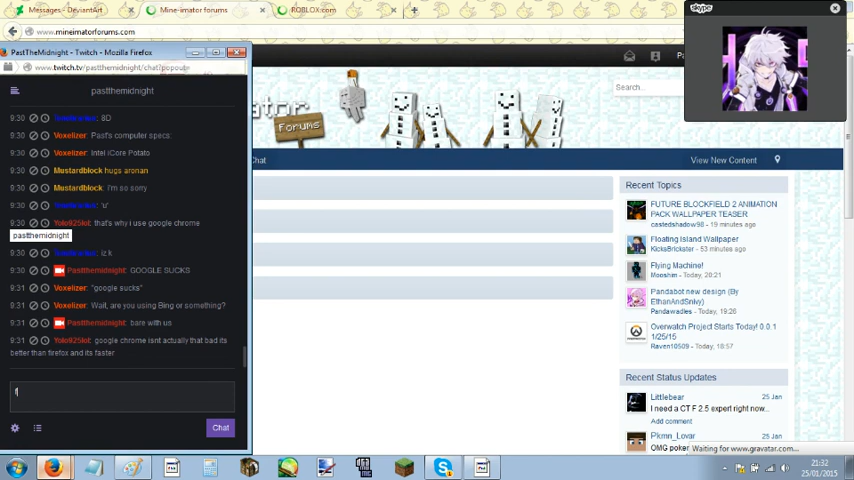 Messages - DeviantArt
Mine-imator forums
ROBLOX.com
www.mineimatorforums.com
skype
PastTheMidnight - Twitch - Mozilla Firefox
www.twitch.tv/pastthemidnight/chat?popout=
pastthemidnight
9:30 8D
9:30 Voxelizer: Past's computer specs:
9:30 Voxelizer: Intel iCore Potato
9:30 Mustardblock hugs aronan
9:30 Mustardblock: i'm so sorry
9:30 'u'
9:30 Yolo925lol: that's why i use google chrome
pastthemidnight
9:30 iz k
9:30 Pastthemidnight: GOOGLE SUCKS
9:31 Voxelizer: "google sucks"
9:31 Voxelizer: Wait, are you using Bing or something?
9:31 Pastthemidnight: bare with us
9:31 Yolo925lol: google chrome isnt actually that bad its
better than firefox and its faster
Chat
Search...
Forums
Chat
View New Content
Recent Topics
FUTURE BLOCKFIELD 2 ANIMATION
PACK WALLPAPER TEASER
castedshadow98 - 19 minutes ago
Floating Island Wallpaper
KicksBrickster - 53 minutes ago
Flying Machine!
Mooshim - Today, 20:21
Pandabot new design (By
EthanAndSnivy)
Pandawadies - Today, 19:26
Overwatch Project Starts Today! 0.0.1
1/25/15
Raven10509 - Today, 18:57
Recent Status Updates
Littlebear 25 Jan
I need a CT F 2.5 expert right now...
Add comment
Pkmn_Lovar 25 Jan
OMG poker
Waiting for www.gravatar.com...
21:32
25/01/2015